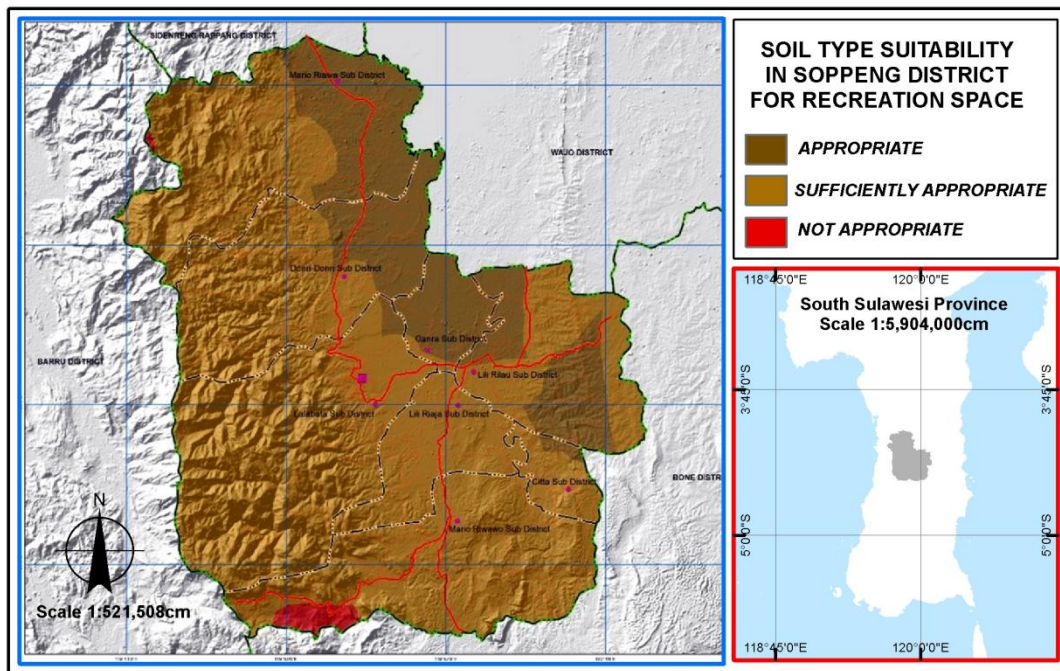 SIDENRENG RAPPANG DISTRICT
Mario Riawa Sub District
WAJO DISTRICT
Donri-Donri Sub District
Ganra Sub District
BARRU DISTRICT
Lili Rilau Sub District
Lalabata Sub District
Lili Riaja Sub District
BONE DISTR
Citta Sub District
N
Mario Riwawo Sub District
Scale 1:521,508cm
SOIL TYPE SUITABILITY
IN SOPPENG DISTRICT
FOR RECREATION SPACE
APPROPRIATE
SUFFICIENTLY APPROPRIATE
NOT APPROPRIATE
118°45'0"E
120°0'0"E
South Sulawesi Province
Scale 1:5,904,000cm
3°45'0"S
3°45'0"S
5°0'0"S
5°0'0"S
118°45'0"E
120°0'0"E